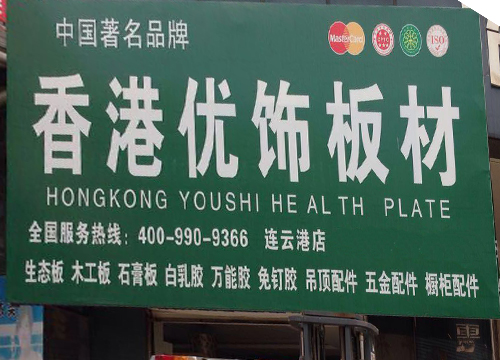 中国著名品牌
MasterCard
ISO
香港优饰板材
HONGKONG YOUSHI HEALTH PLATE
全国服务热线：400-990-9366 连云港店
生态板 木工板 石膏板 白乳胶 万能胶 免钉胶 吊顶配件 五金配件 橱柜配件